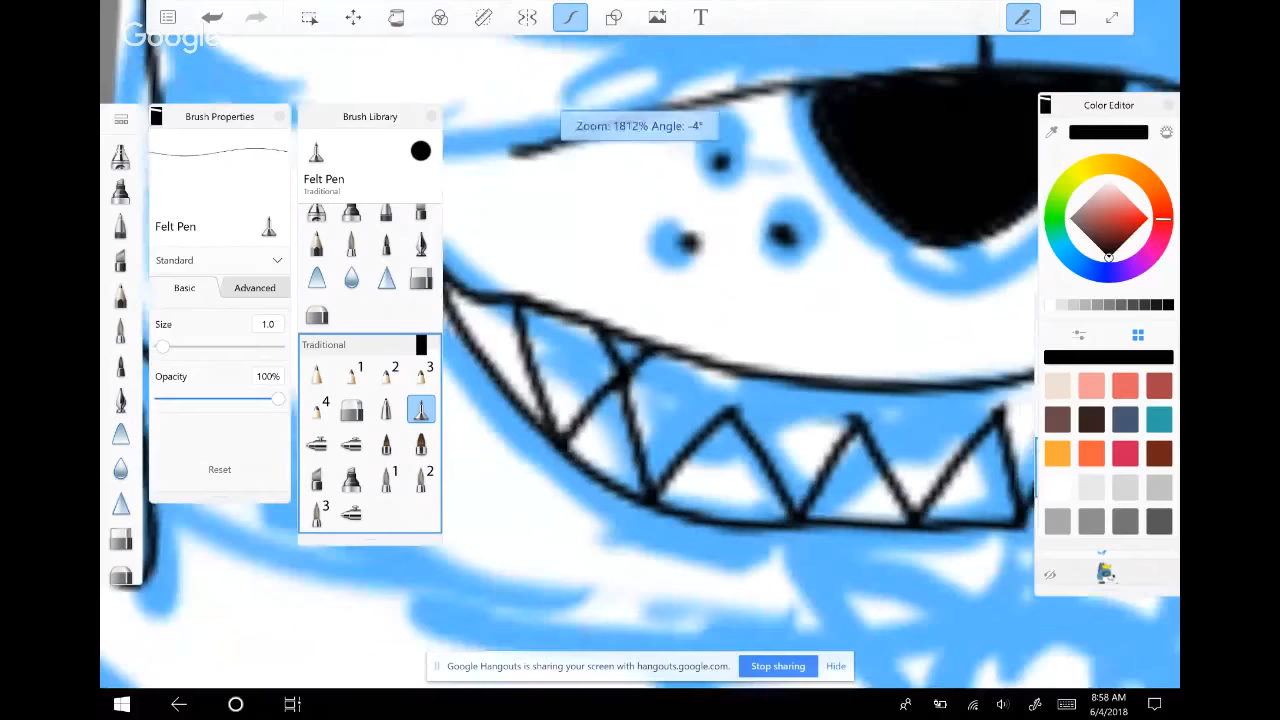 Google
T
Brush Properties
Brush Library
Zoom: 1812% Angle: -4°
Color Editor
Felt Pen
Traditional
Felt Pen
Standard
Basic
Advanced
Size
1.0
Traditional
1
2
3
Opacity
100%
4
Reset
1
2
3
Google Hangouts is sharing your screen with hangouts.google.com.
Stop sharing
Hide
8:58 AM
6/4/2018